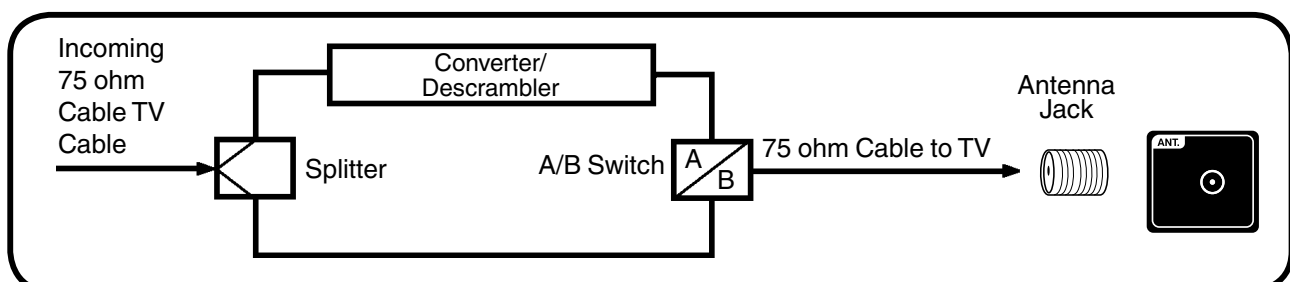 Incoming
75 ohm
Cable TV
Cable
Converter/
Descrambler
Splitter
A/B Switch
A
B
75 ohm Cable to TV
Antenna
Jack
ANT.